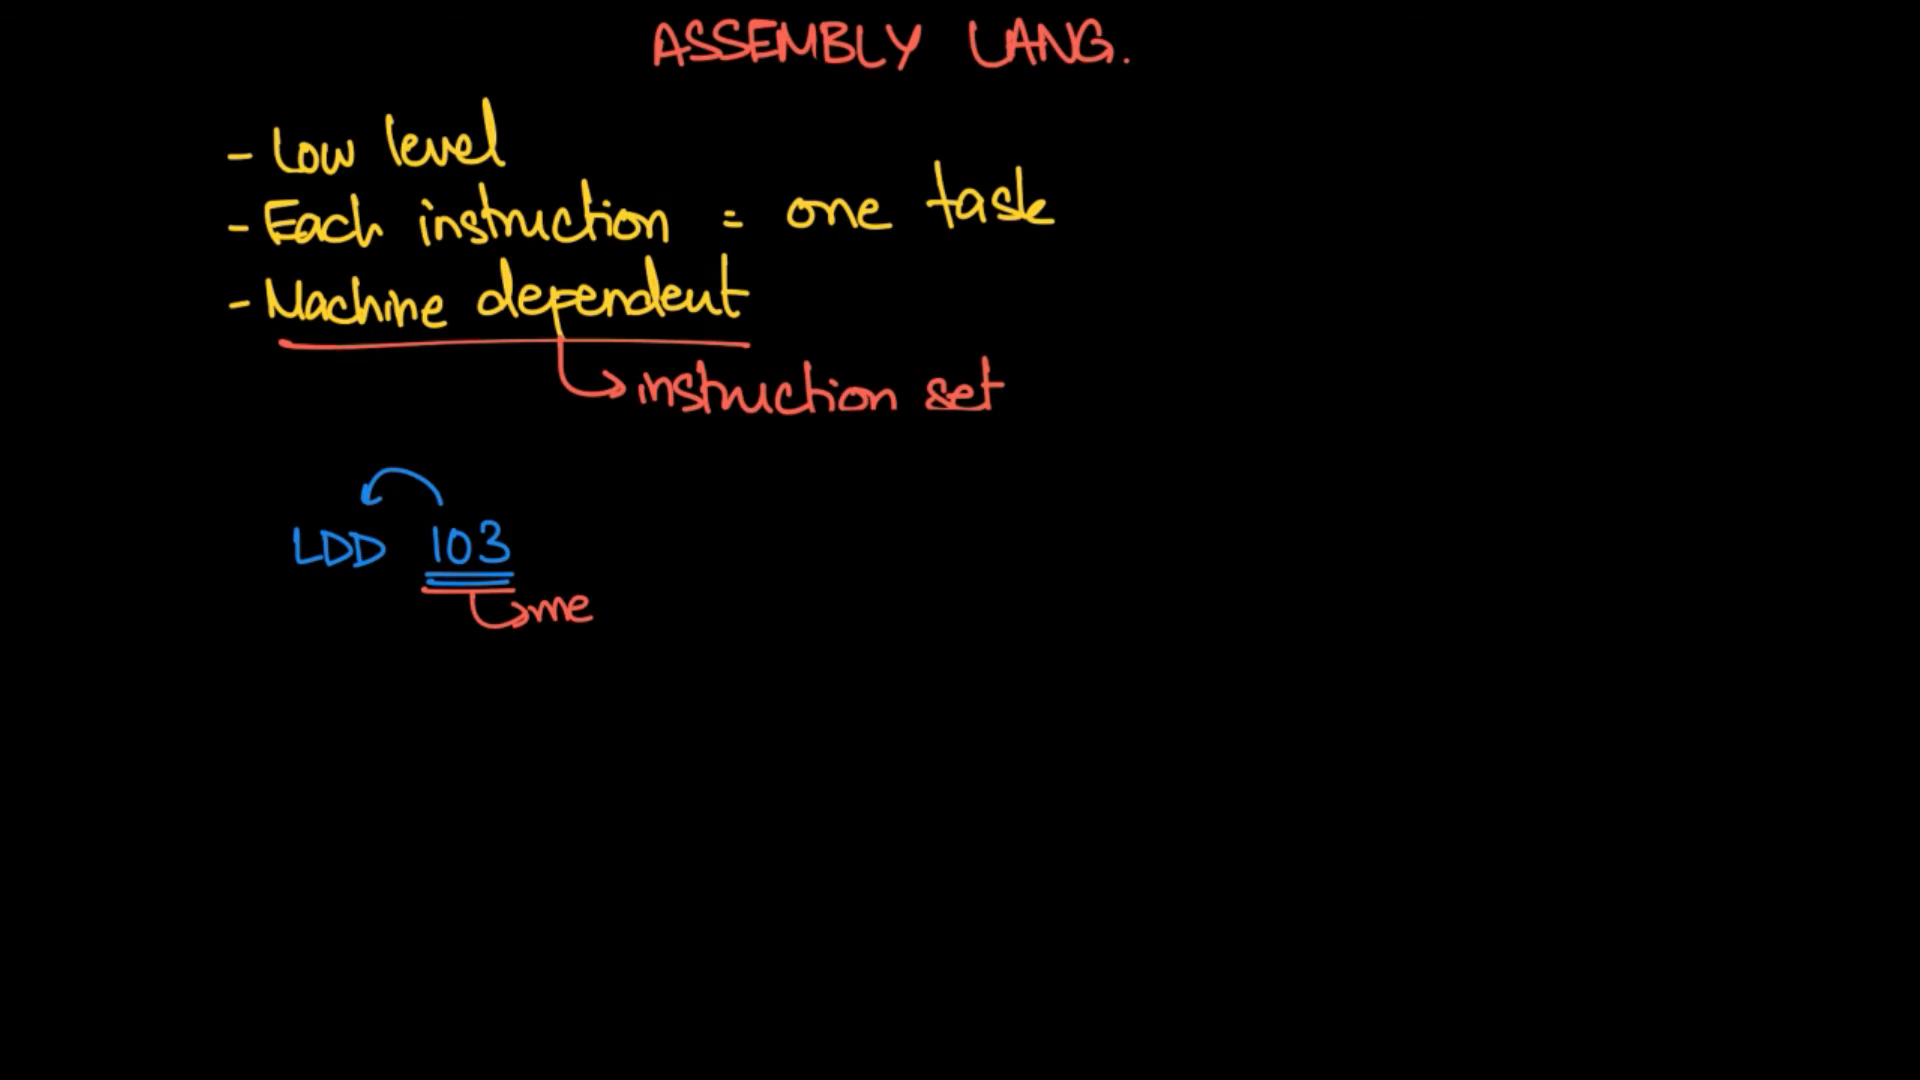 ASSEMBLY LANG.
- Low level
- Each instruction = one task
- Machine dependent
instruction set
LDD 103
me